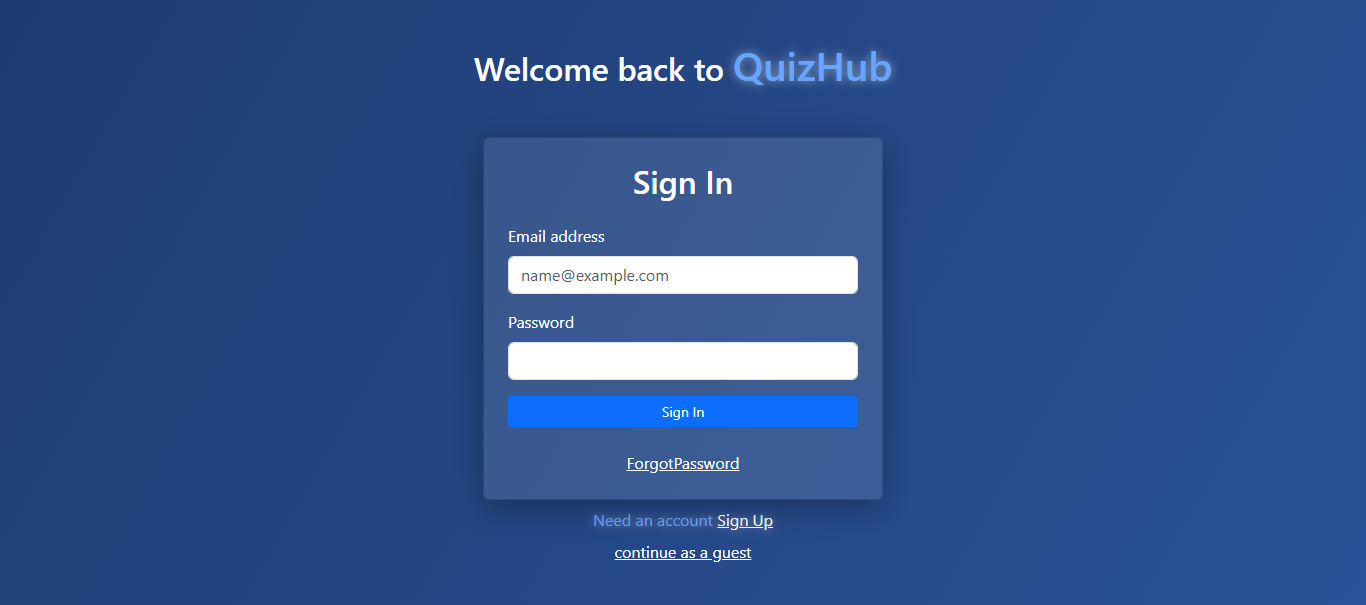 Welcome back to QuizHub
Sign In
Email address
name@example.com
Password
Sign In
ForgotPassword
Need an account Sign Up
continue as a guest